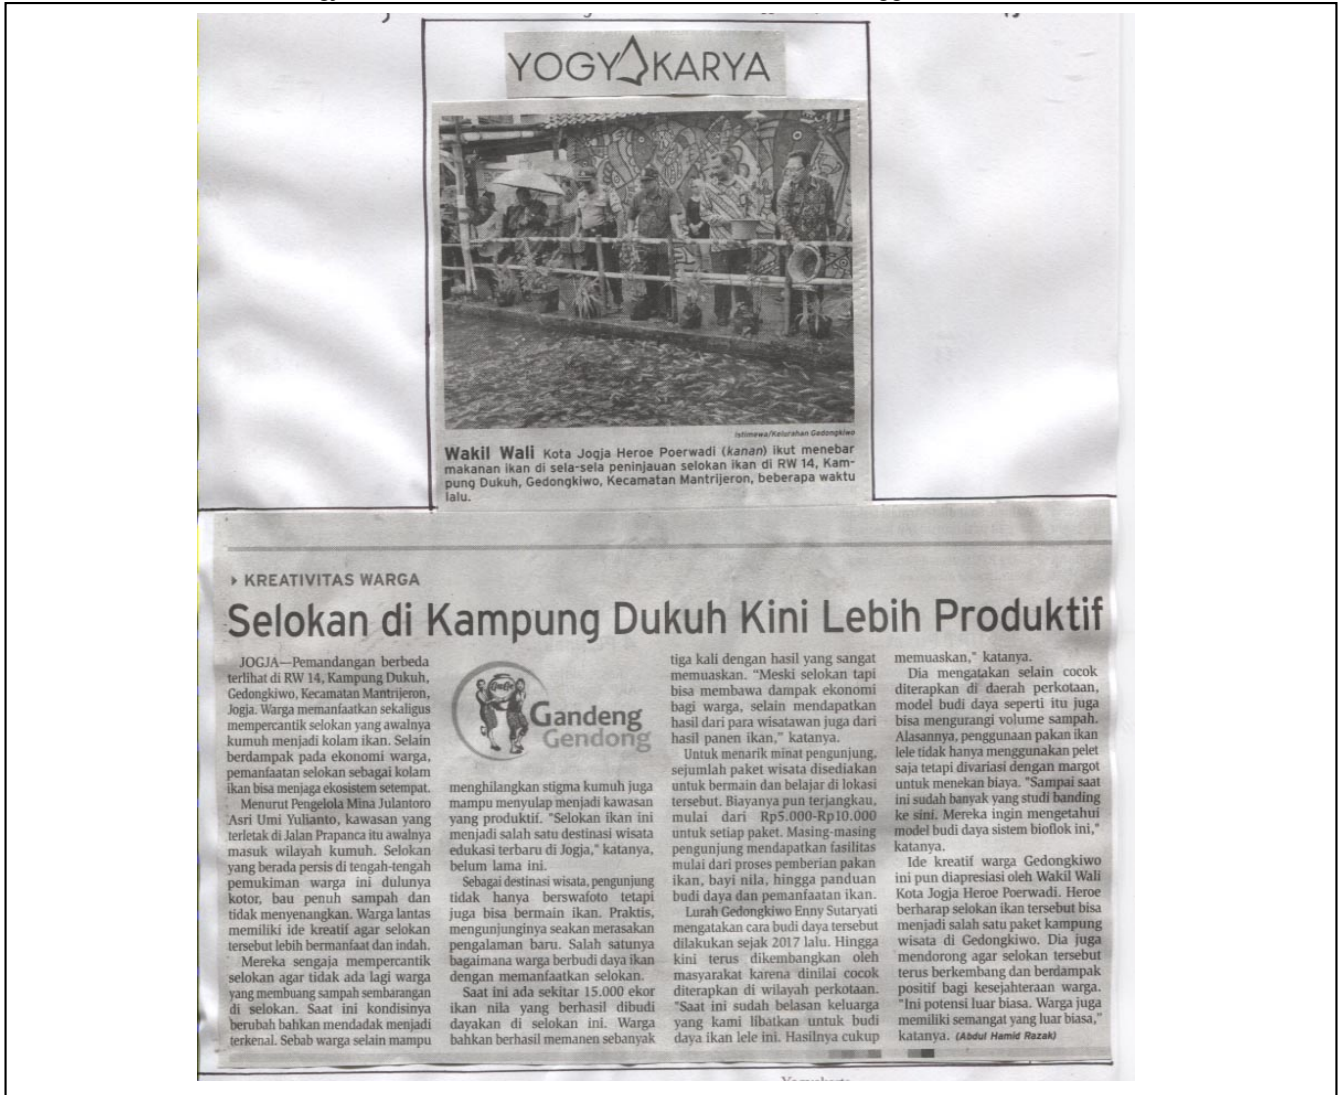 YOGYAKARYA
Istimewa/Kelurahan Gedongkiwo
Wakil Wali Kota Jogja Heroe Poerwadi (kanan) ikut menebar
makanan ikan di sela-sela peninjauan selokan ikan di RW 14, Kam-
pung Dukuh, Gedongkiwo, Kecamatan Mantrijeron, beberapa waktu
lalu.
KREATIVITAS WARGA
Selokan di Kampung Dukuh Kini Lebih Produktif
JOGJA—Pemandangan berbeda
terlihat di RW 14, Kampung Dukuh,
Gedongkiwo, Kecamatan Mantrijeron,
Jogja. Warga memanfaatkan sekaligus
mempercantik selokan yang awalnya
kumuh menjadi kolam ikan. Selain
berdampak pada ekonomi warga,
pemanfaatan selokan sebagai kolam
ikan bisa menjaga ekosistem setempat.
Menurut Pengelola Mina Julantoro
Asri Umi Yulianto, kawasan yang
terletak di Jalan Prapanca itu awalnya
masuk wilayah kumuh. Selokan
yang berada persis di tengah-tengah
pemukiman warga ini dulunya
kotor, bau penuh sampah dan
tidak menyenangkan. Warga lantas
memiliki ide kreatif agar selokan
tersebut lebih bermanfaat dan indah.
Mereka sengaja mempercantik
selokan agar tidak ada lagi warga
yang membuang sampah sembarangan
di selokan. Saat ini kondisinya
berubah bahkan mendadak menjadi
terkenal. Sebab warga selain mampu
Gandeng
Gendong
menghilangkan stigma kumuh juga
mampu menyulap menjadi kawasan
yang produktif. "Selokan ikan ini
menjadi salah satu destinasi wisata
edukasi terbaru di Jogja," katanya,
belum lama ini.
Sebagai destinasi wisata, pengunjung
tidak hanya berswafoto tetapi
juga bisa bermain ikan. Praktis,
mengunjunginya seakan merasakan
pengalaman baru. Salah satunya
bagaimana warga berbudi daya ikan
dengan memanfaatkan selokan.
Saat ini ada sekitar 15.000 ekor
ikan nila yang berhasil dibudi
dayakan di selokan ini. Warga
bahkan berhasil memanen sebanyak
tiga kali dengan hasil yang sangat
memuaskan. "Meski selokan tapi
bisa membawa dampak ekonomi
bagi warga, selain mendapatkan
hasil dari para wisatawan juga dari
hasil panen ikan," katanya.
Untuk menarik minat pengunjung,
sejumlah paket wisata disediakan
untuk bermain dan belajar di lokasi
tersebut. Biayanya pun terjangkau,
mulai dari Rp5.000-Rp10.000
untuk setiap paket. Masing-masing
pengunjung mendapatkan fasilitas
mulai dari proses pemberian pakan
ikan, bayi nila, hingga panduan
budi daya dan pemanfaatan ikan.
Lurah Gedongkiwo Enny Sutaryati
mengatakan cara budi daya tersebut
dilakukan sejak 2017 lalu. Hingga
kini terus dikembangkan oleh
masyarakat karena dinilai cocok
diterapkan di wilayah perkotaan.
"Saat ini sudah belasan keluarga
yang kami libatkan untuk budi
daya ikan lele ini. Hasilnya cukup
memuaskan," katanya.
Dia mengatakan selain cocok
diterapkan di daerah perkotaan,
model budi daya seperti itu juga
bisa mengurangi volume sampah.
Alasannya, penggunaan pakan ikan
lele tidak hanya menggunakan pelet
saja tetapi divariasi dengan margot
untuk menekan biaya. "Sampai saat
ini sudah banyak yang studi banding
ke sini. Mereka ingin mengetahui
model budi daya sistem bioflok ini,"
katanya.
Ide kreatif warga Gedongkiwo
ini pun diapresiasi oleh Wakil Wali
Kota Jogja Heroe Poerwadi. Heroe
berharap selokan ikan tersebut bisa
menjadi salah satu paket kampung
wisata di Gedongkiwo. Dia juga
mendorong agar selokan tersebut
terus berkembang dan berdampak
positif bagi kesejahteraan warga.
"Ini potensi luar biasa. Warga juga
memiliki semangat yang luar biasa,"
katanya. (Abdul Hamid Razak)